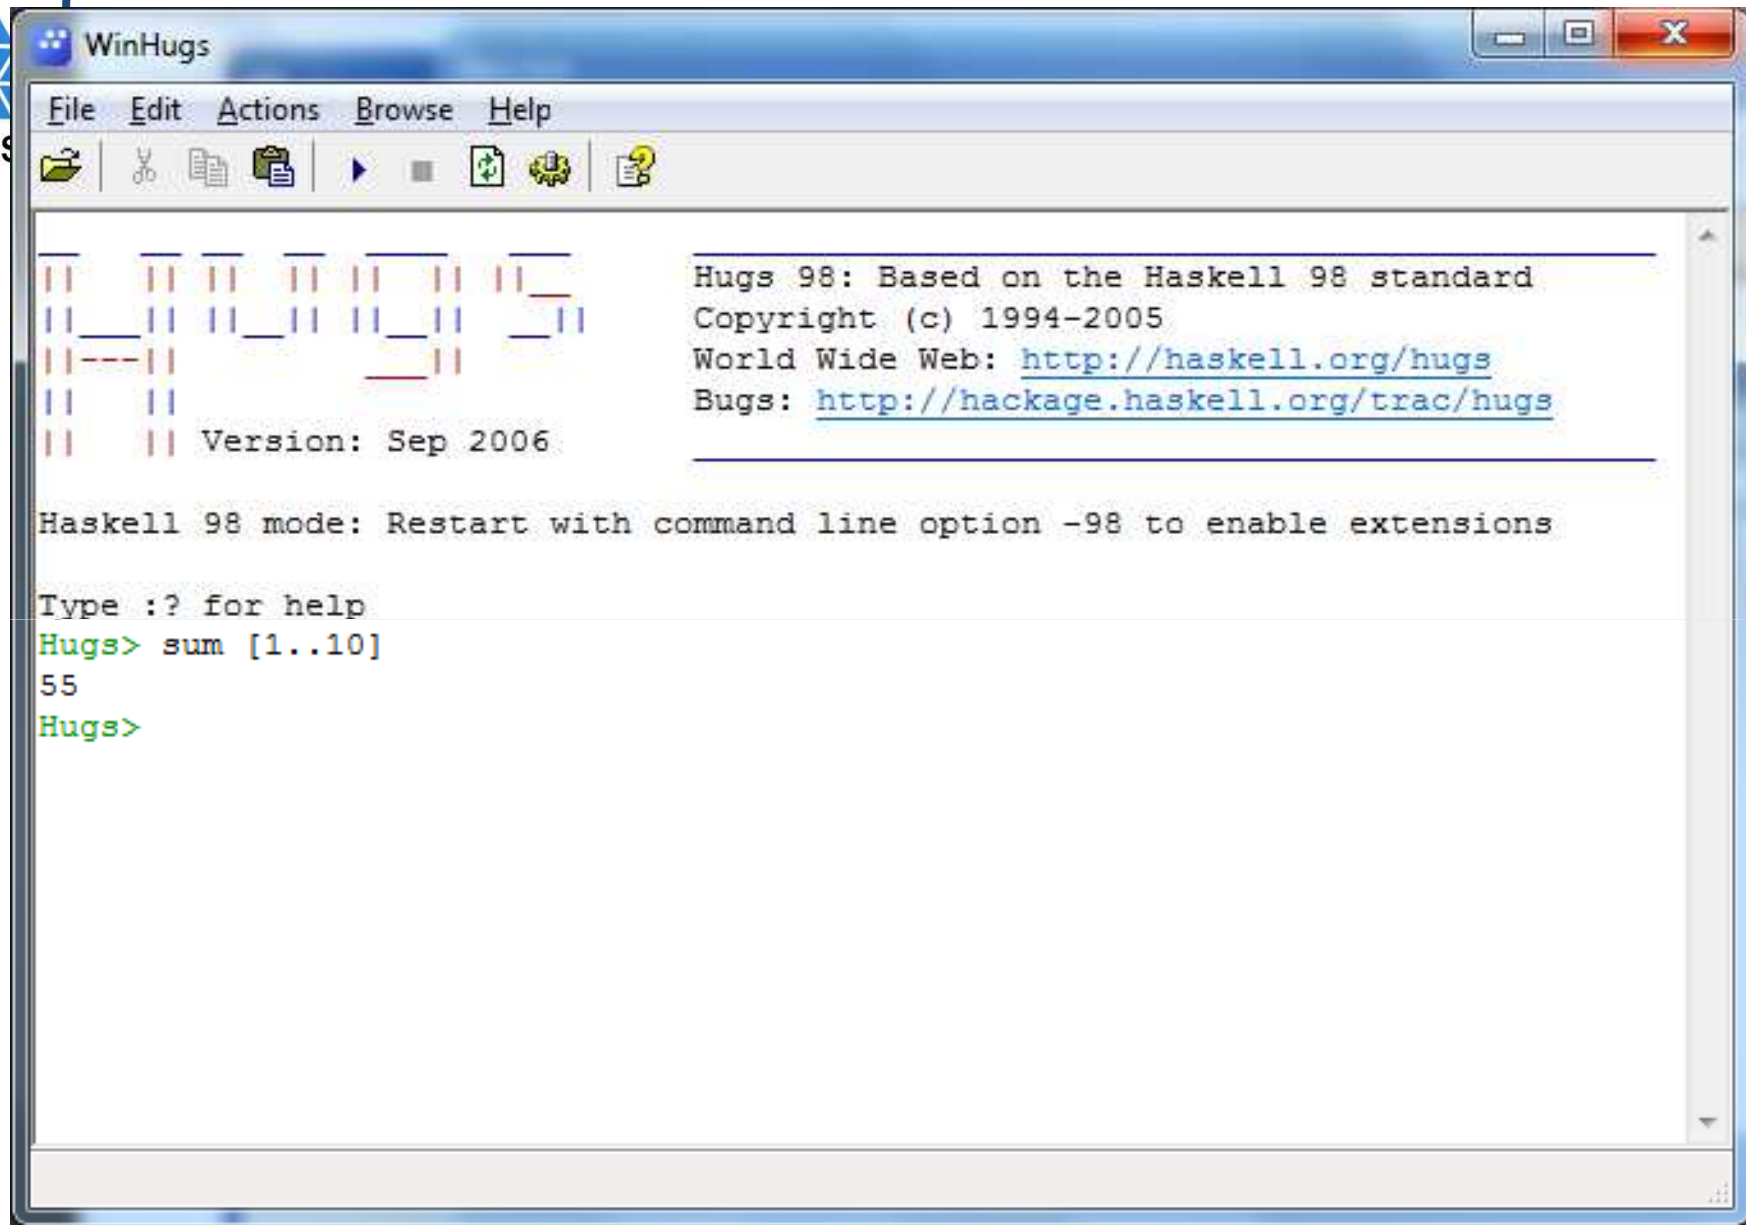 WinHugs
File Edit Actions Browse Help
Hugs 98: Based on the Haskell 98 standard
Copyright (c) 1994-2005
World Wide Web: http://haskell.org/hugs
Bugs: http://hackage.haskell.org/trac/hugs
Version: Sep 2006
Haskell 98 mode: Restart with command line option -98 to enable extensions
Type :? for help
Hugs> sum [1..10]
55
Hugs>